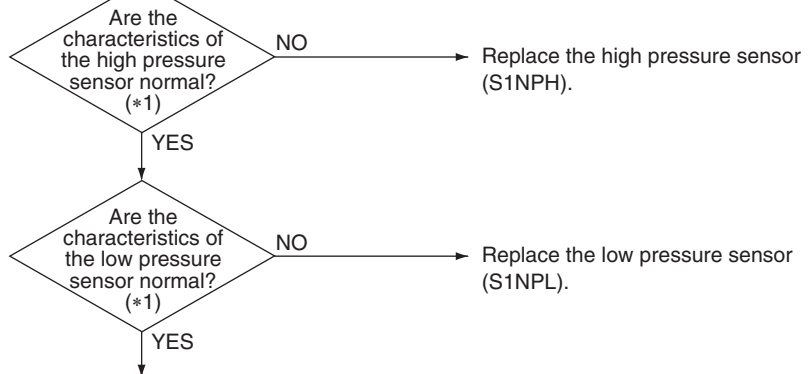 Are the
characteristics of
the high pressure
sensor normal?
(*1)
NO
Replace the high pressure sensor
(S1NPH).
YES
Are the
characteristics of
the low pressure
sensor normal?
(*1)
NO
Replace the low pressure sensor
(S1NPL).
YES